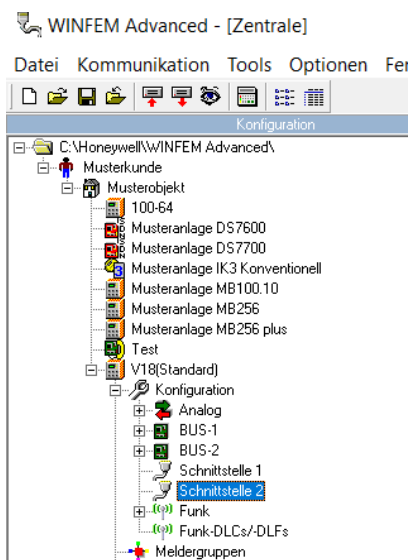 WINFEM Advanced - [Zentrale]
Datei Kommunikation Tools Optionen
Konfiguration
C:\Honeywell\WINFEM Advanced\
Musterkunde
Musterobjekt
100-64
Musteranlage DS7600
Musteranlage DS7700
Musteranlage IK3 Konventionell
Musteranlage MB100.10
Musteranlage MB256
Musteranlage MB256 plus
Test
V18(Standard)
Konfiguration
Analog
BUS-1
BUS-2
Schnittstelle 1
Schnittstelle 2
Funk
Funk-DLCs/-DLFs
Meldergruppen